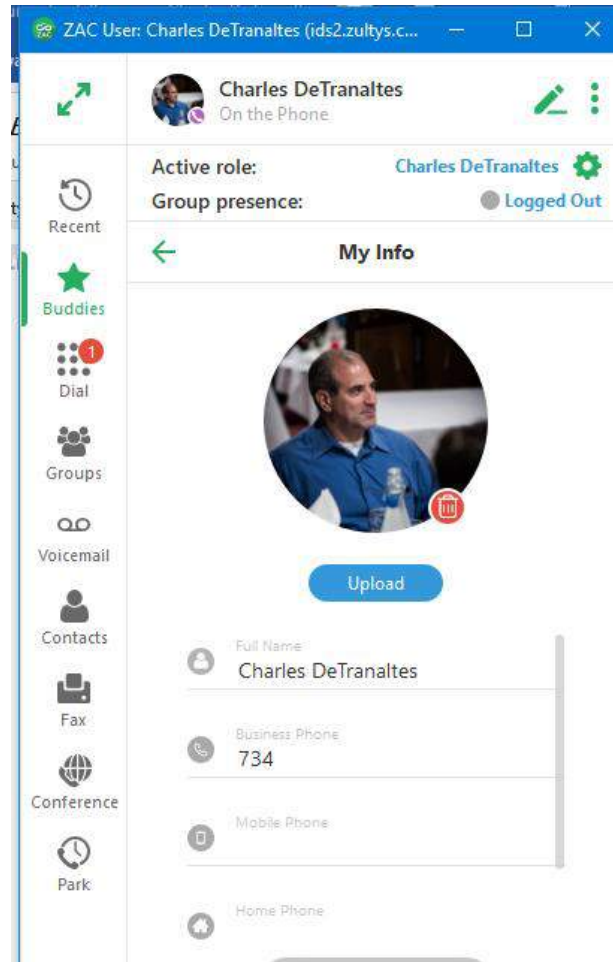 ZAC User: Charles DeTranaltes (ids2.zultys.c...
ZAC
Charles DeTranaltes
On the Phone
Active role:
Charles DeTranaltes
Group presence:
Logged Out
My Info
Recent
Buddies
1
Dial
Groups
Voicemail
Contacts
Fax
Conference
Park
Upload
Full Name
Charles DeTranaltes
Business Phone
734
Mobile Phone
Home Phone